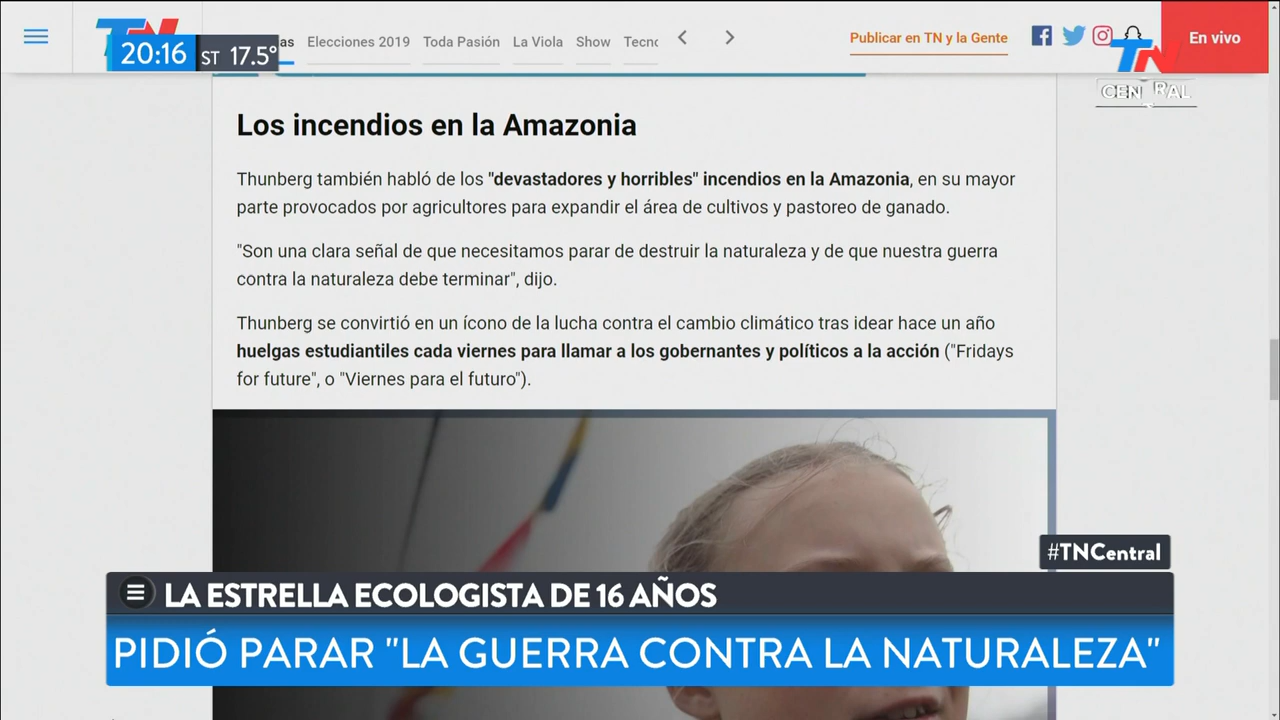 TN
20:16 ST 17.5°
as Elecciones 2019 Toda Pasión La Viola Show Tecno
Publicar en TN y la Gente
TN
En vivo
CENTRAL
Los incendios en la Amazonia
Thunberg también habló de los "devastadores y horribles" incendios en la Amazonia, en su mayor
parte provocados por agricultores para expandir el área de cultivos y pastoreo de ganado.
"Son una clara señal de que necesitamos parar de destruir la naturaleza y de que nuestra guerra
contra la naturaleza debe terminar", dijo.
Thunberg se convirtió en un ícono de la lucha contra el cambio climático tras idear hace un año
huelgas estudiantiles cada viernes para llamar a los gobernantes y políticos a la acción ("Fridays
for future", o "Viernes para el futuro").
#TNCentral
LA ESTRELLA ECOLOGISTA DE 16 AÑOS
PIDIÓ PARAR "LA GUERRA CONTRA LA NATURALEZA"